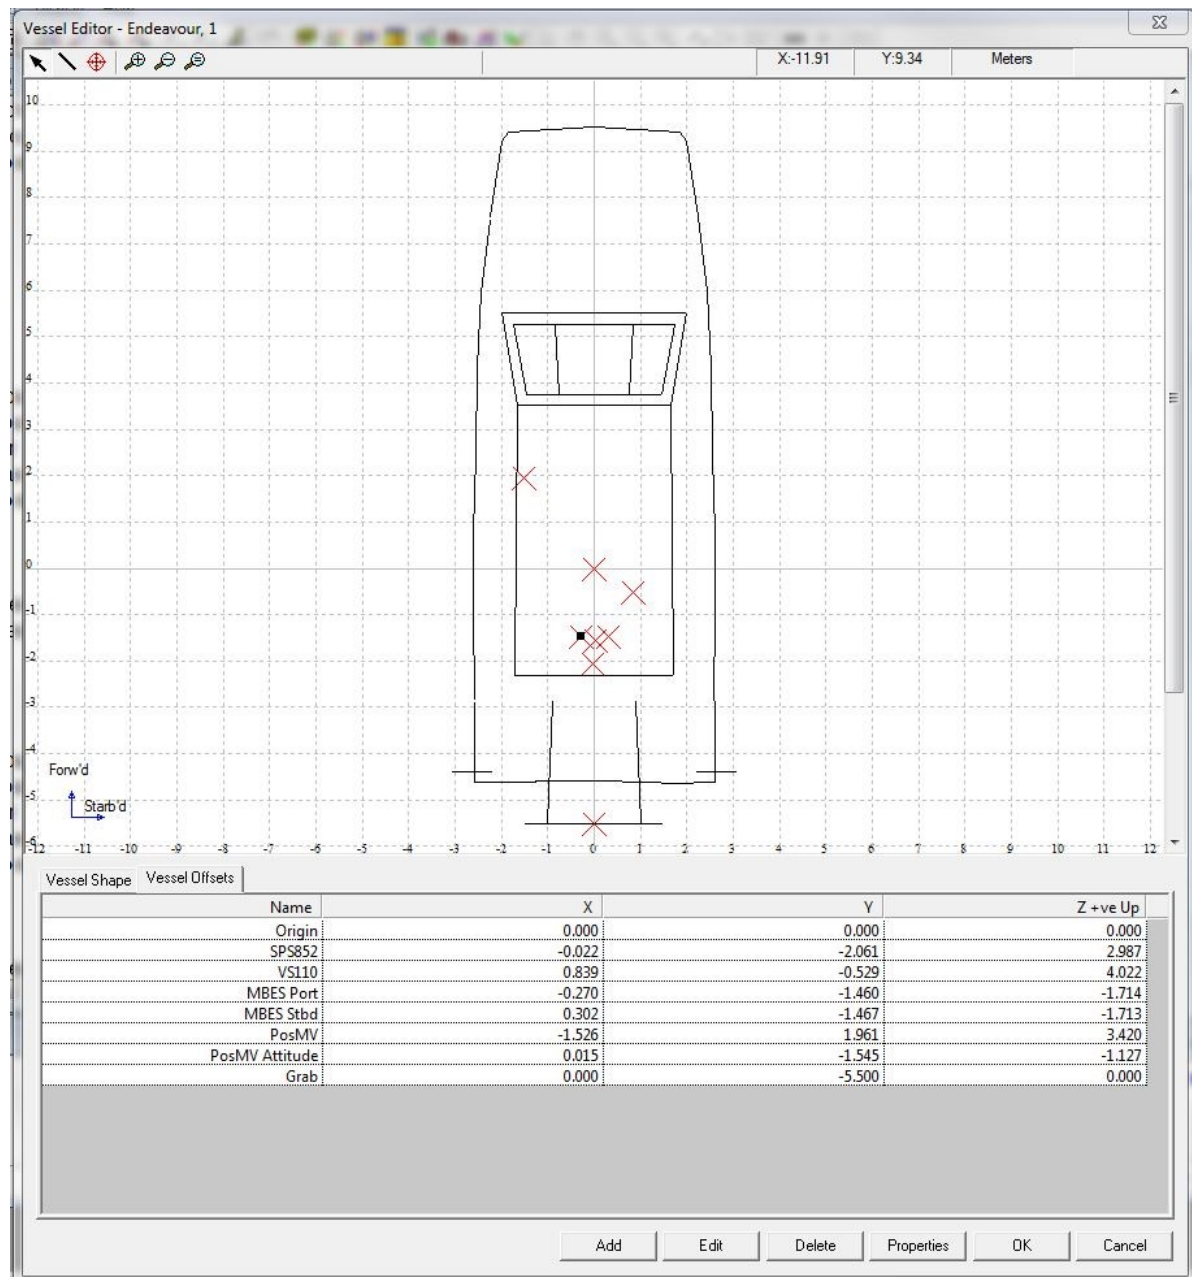 Vessel Editor - Endeavour, 1
X:-11.91 Y:9.34 Meters
10
9
8
7
6
5
4
3
2
1
0
-1
-2
-3
-4
Forw'd
-5
Starb'd
-6
-12 -11 -10 -9 -8 -7 -6 -5 -4 -3 -2 -1 0 1 2 3 4 5 6 7 8 9 10 11 12
Vessel Shape Vessel Offsets
Name X Y Z +ve Up
Origin 0.000 0.000 0.000
SPS852 -0.022 -2.061 2.987
VS110 0.839 -0.529 4.022
MBES Port -0.270 -1.460 -1.714
MBES Stbd 0.302 -1.467 -1.713
PosMV -1.526 1.961 3.420
PosMV Attitude 0.015 -1.545 -1.127
Grab 0.000 -5.500 0.000
Add Edit Delete Properties OK Cancel